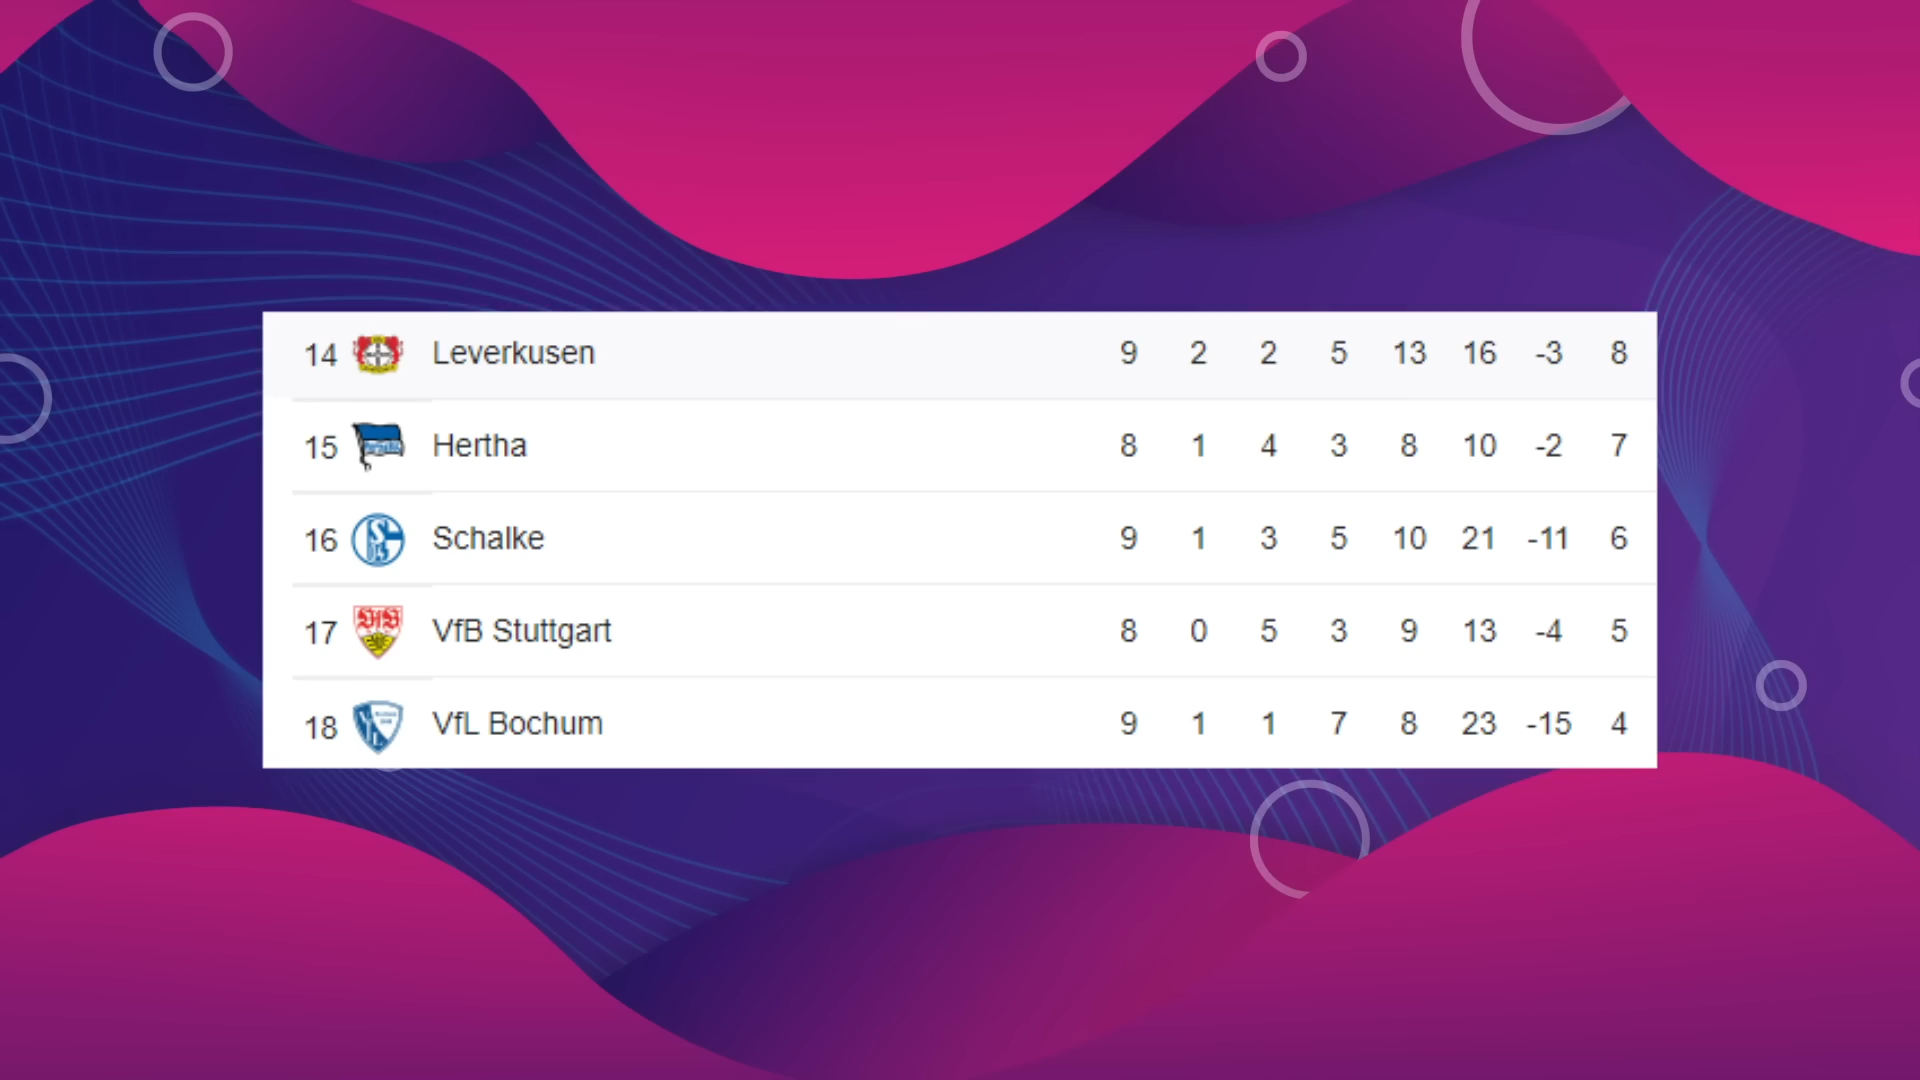 14 Leverkusen 9 2 2 5 13 16 -3 8
15 Hertha 8 1 4 3 8 10 -2 7
16 Schalke 9 1 3 5 10 21 -11 6
17 VfB Stuttgart 8 0 5 3 9 13 -4 5
18 VfL Bochum 9 1 1 7 8 23 -15 4